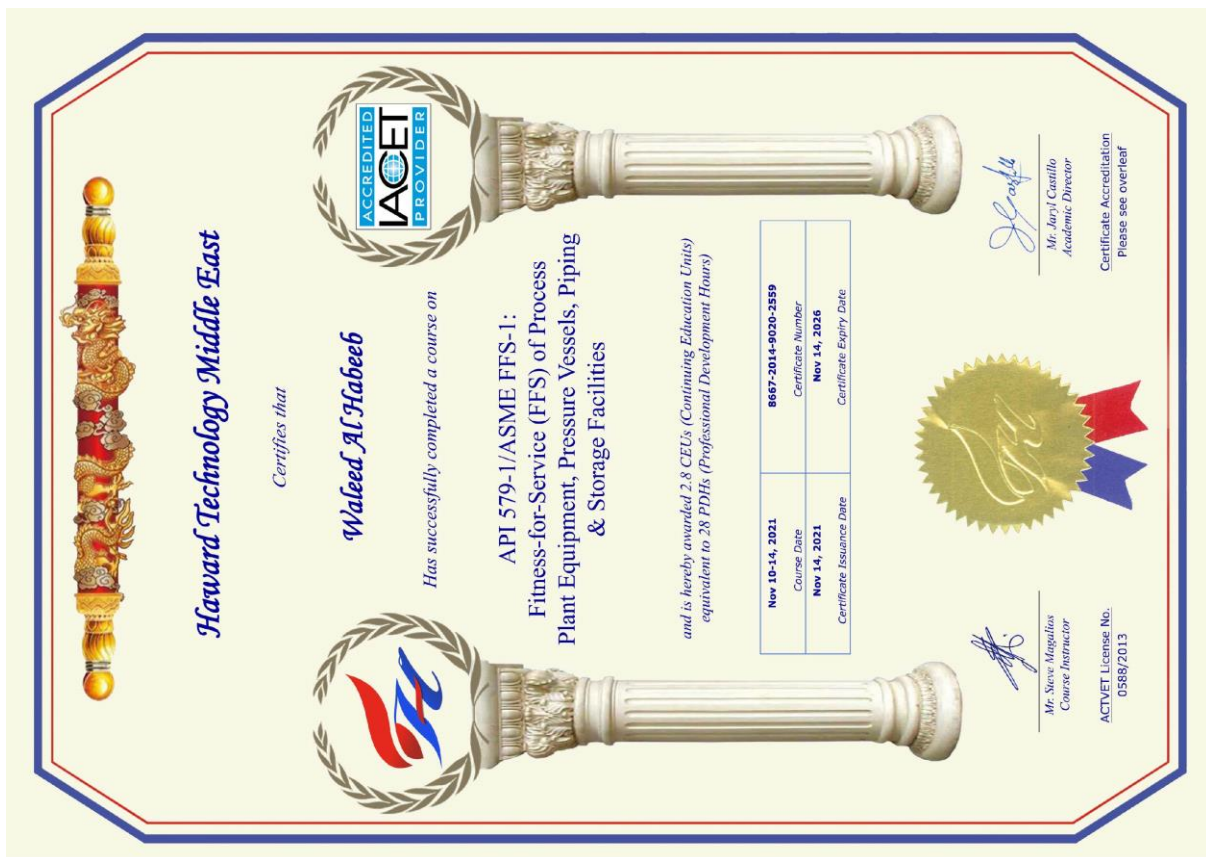 Haward Technology Middle East
Certifies that
Waleed Al Habeeb
Has successfully completed a course on
API 579-1/ASME FFS-1:
Fitness-for-Service (FFS) of Process
Plant Equipment, Pressure Vessels, Piping
& Storage Facilities
and is hereby awarded 2.8 CEUs (Continuing Education Units)
equivalent to 28 PDHs (Professional Development Hours)
Nov 10-14, 2021
Course Date
8667-2014-9020-2559
Certificate Number
Nov 14, 2021
Certificate Issuance Date
Nov 14, 2026
Certificate Expiry Date
Mr. Steve Magalios
Course Instructor
ACTVET License No.
0588/2013
Mr. Jaryl Castillo
Academic Director
Certificate Accreditation
Please see overleaf
ACCREDITED
IACET
PROVIDER